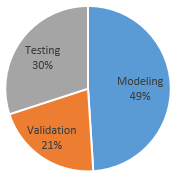 Testing
30%
Modeling
49%
Validation
21%